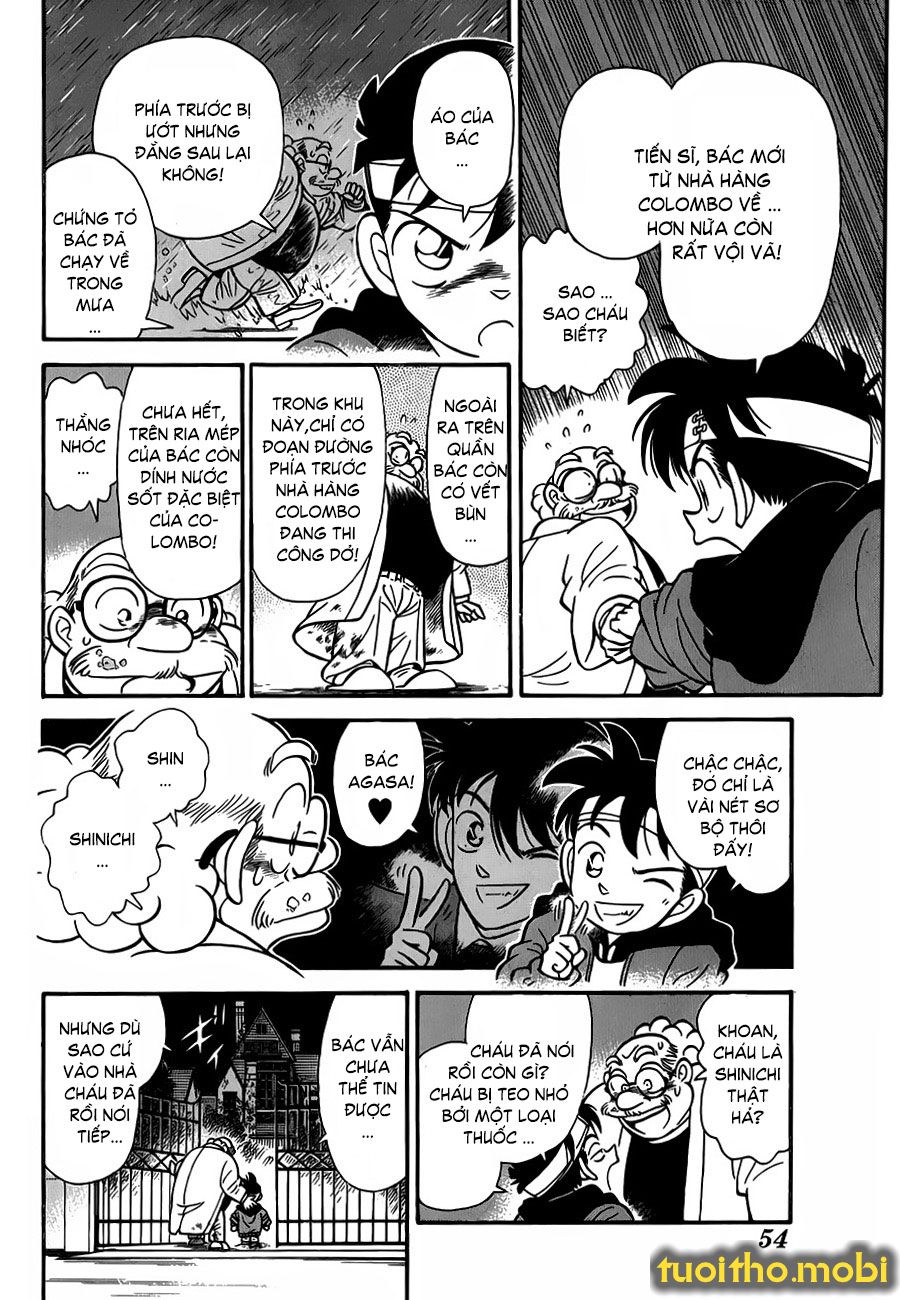 TIẾN SĨ, BÁC MỚI
TỪ NHÀ HÀNG
COLOMBO VỀ ...
HƠN NỮA CÒN
RẤT VỘI VÃ!
SAO ...
SAO CHÁU
BIẾT?
ÁO CỦA
BÁC
...
PHÍA TRƯỚC BỊ
ƯỚT NHƯNG
ĐẰNG SAU LẠI
KHÔNG!
CHỨNG TỎ
BÁC ĐÃ
CHẠY VỀ
TRONG
MƯA
...
NGOÀI
RA TRÊN
QUẦN
BÁC CÒN
CÓ VẾT
BÙN
...
TRONG KHU
NÀY,CHỈ CÓ
ĐOẠN ĐƯỜNG
PHÍA TRƯỚC
NHÀ HÀNG
COLOMBO
ĐANG THI
CÔNG DỞ!
CHƯA HẾT,
TRÊN RIA MÉP
CỦA BÁC CÒN
DÍNH NƯỚC
SỐT ĐẶC BIỆT
CỦA CO-
LOMBO!
THẰNG
NHÓC
...
CHẬC CHẬC,
ĐÓ CHỈ LÀ
VÀI NÉT SƠ
BỘ THÔI
ĐẤY!
BÁC
AGASA!
♥
SHIN
...
SHINICHI
...
KHOAN,
CHÁU LÀ
SHINICHI
THẬT
HẢ?
CHÁU ĐÃ NÓI
RỒI CÒN GÌ?
CHÁU BỊ TEO NHỎ
BỞI MỘT LOẠI
THUỐC ...
BÁC VẪN
CHƯA
THỂ TIN
ĐƯỢC
...
NHƯNG DÙ
SAO CỨ
VÀO NHÀ
CHÁU ĐÃ
RỒI NÓI
TIẾP...
54
tuoitho.mobi